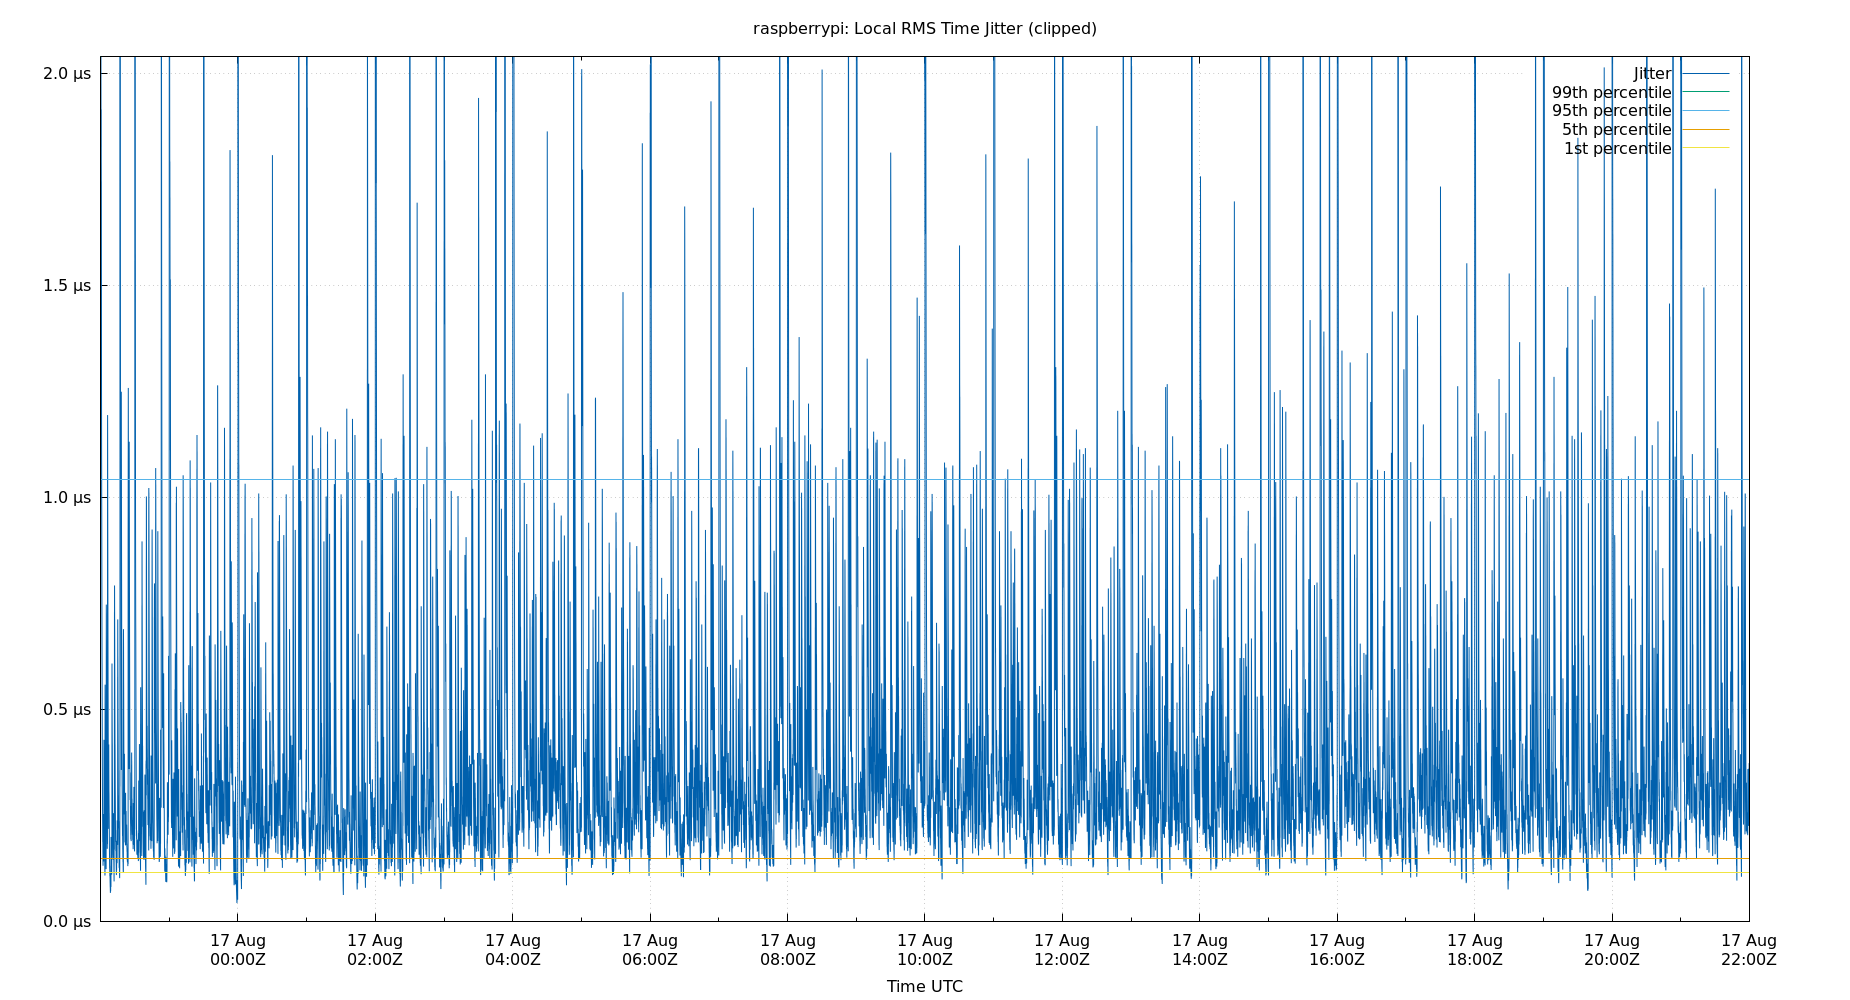 raspberrypi: Local RMS Time Jitter (clipped)
2.0 µs
1.5 µs
1.0 µs
0.5 µs
0.0 µs
Jitter
99th percentile
95th percentile
5th percentile
1st percentile
17 Aug 17 Aug 17 Aug 17 Aug 17 Aug 17 Aug 17 Aug 17 Aug 17 Aug 17 Aug 17 Aug 17 Aug
00:00Z 02:00Z 04:00Z 06:00Z 08:00Z 10:00Z 12:00Z 14:00Z 16:00Z 18:00Z 20:00Z 22:00Z
Time UTC